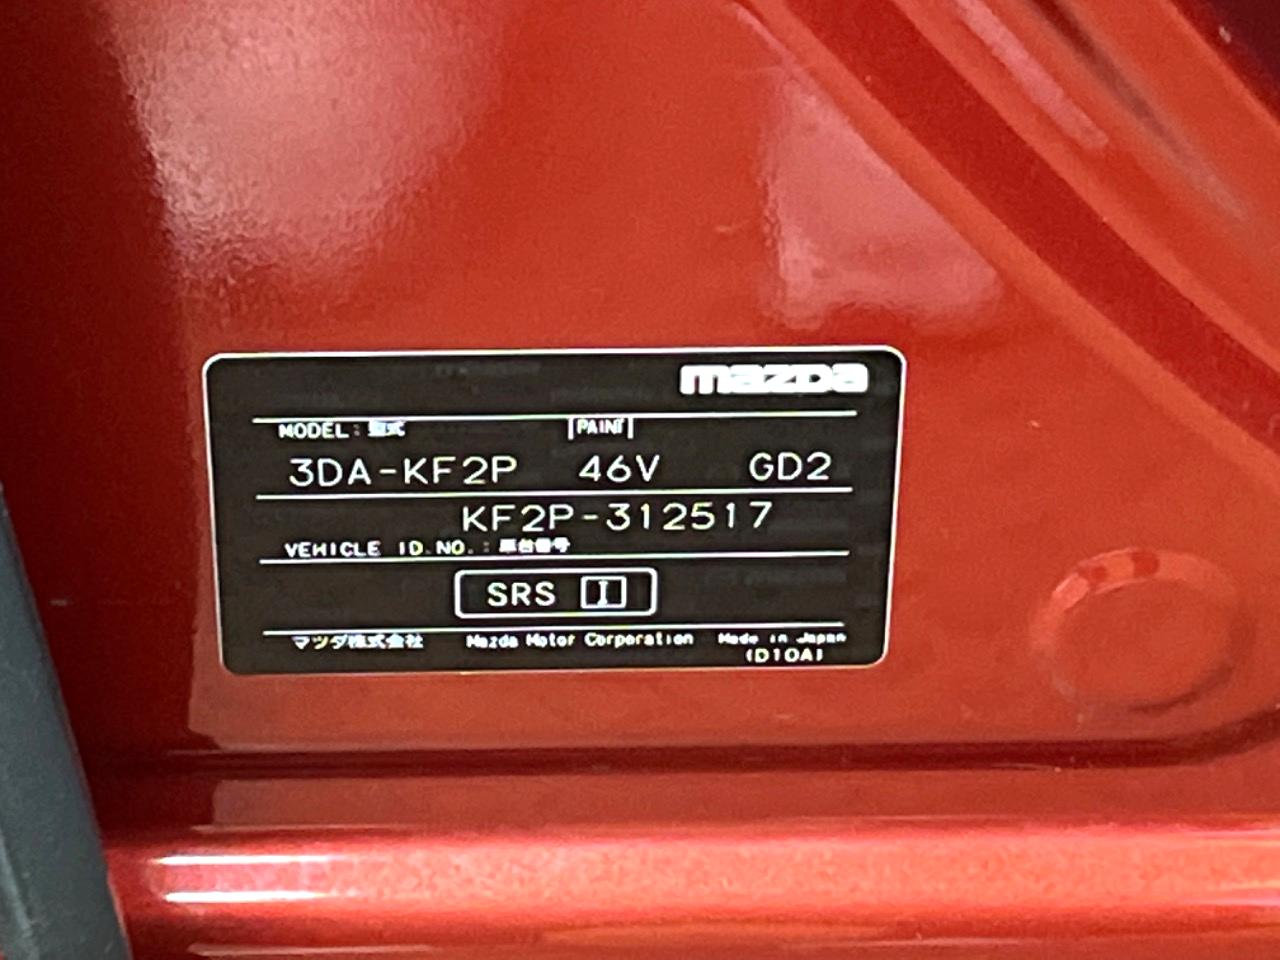 mazda
MODEL: 型式 PAINT
3DA-KF2P 46V GD2
KF2P-312517
VEHICLE ID.NO.: 車台番号
SRS I
マツダ株式会社 Mazda Motor Corporation Made in Japan
(D10A)